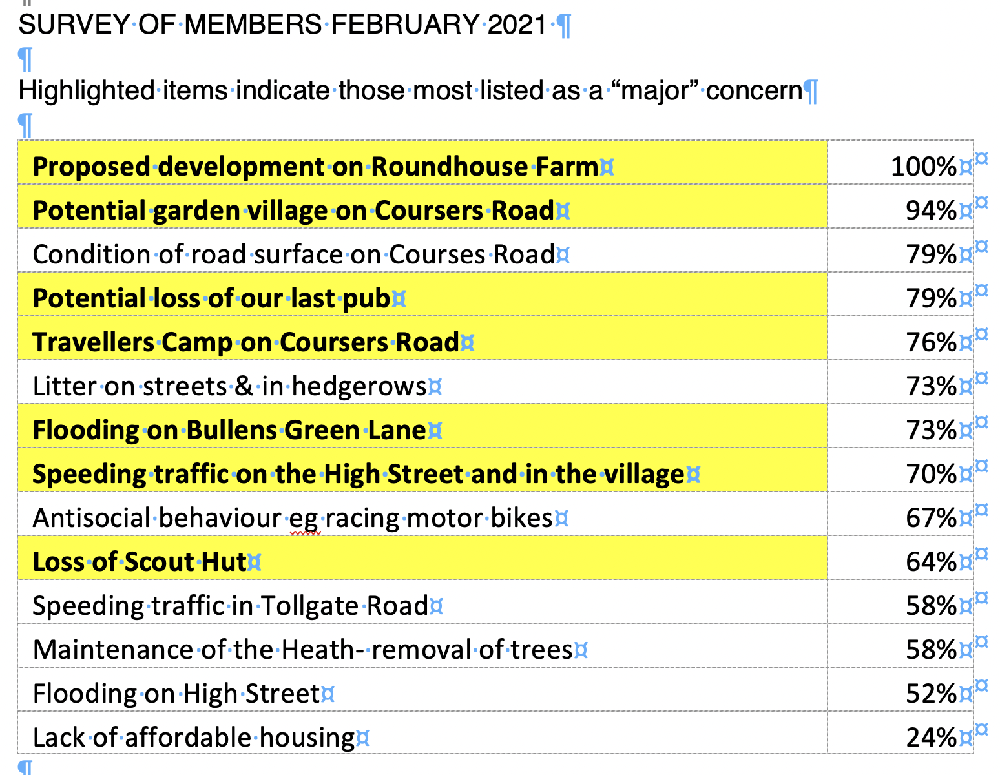 SURVEY OF MEMBERS FEBRUARY 2021
Highlighted items indicate those most listed as a “major” concern
Proposed development on Roundhouse Farm 100%
Potential garden village on Coursers Road 94%
Condition of road surface on Courses Road 79%
Potential loss of our last pub 79%
Travellers Camp on Coursers Road 76%
Litter on streets & in hedgerows 73%
Flooding on Bullens Green Lane 73%
Speeding traffic on the High Street and in the village 70%
Antisocial behaviour eg racing motor bikes 67%
Loss of Scout Hut 64%
Speeding traffic in Tollgate Road 58%
Maintenance of the Heath- removal of trees 58%
Flooding on High Street 52%
Lack of affordable housing 24%